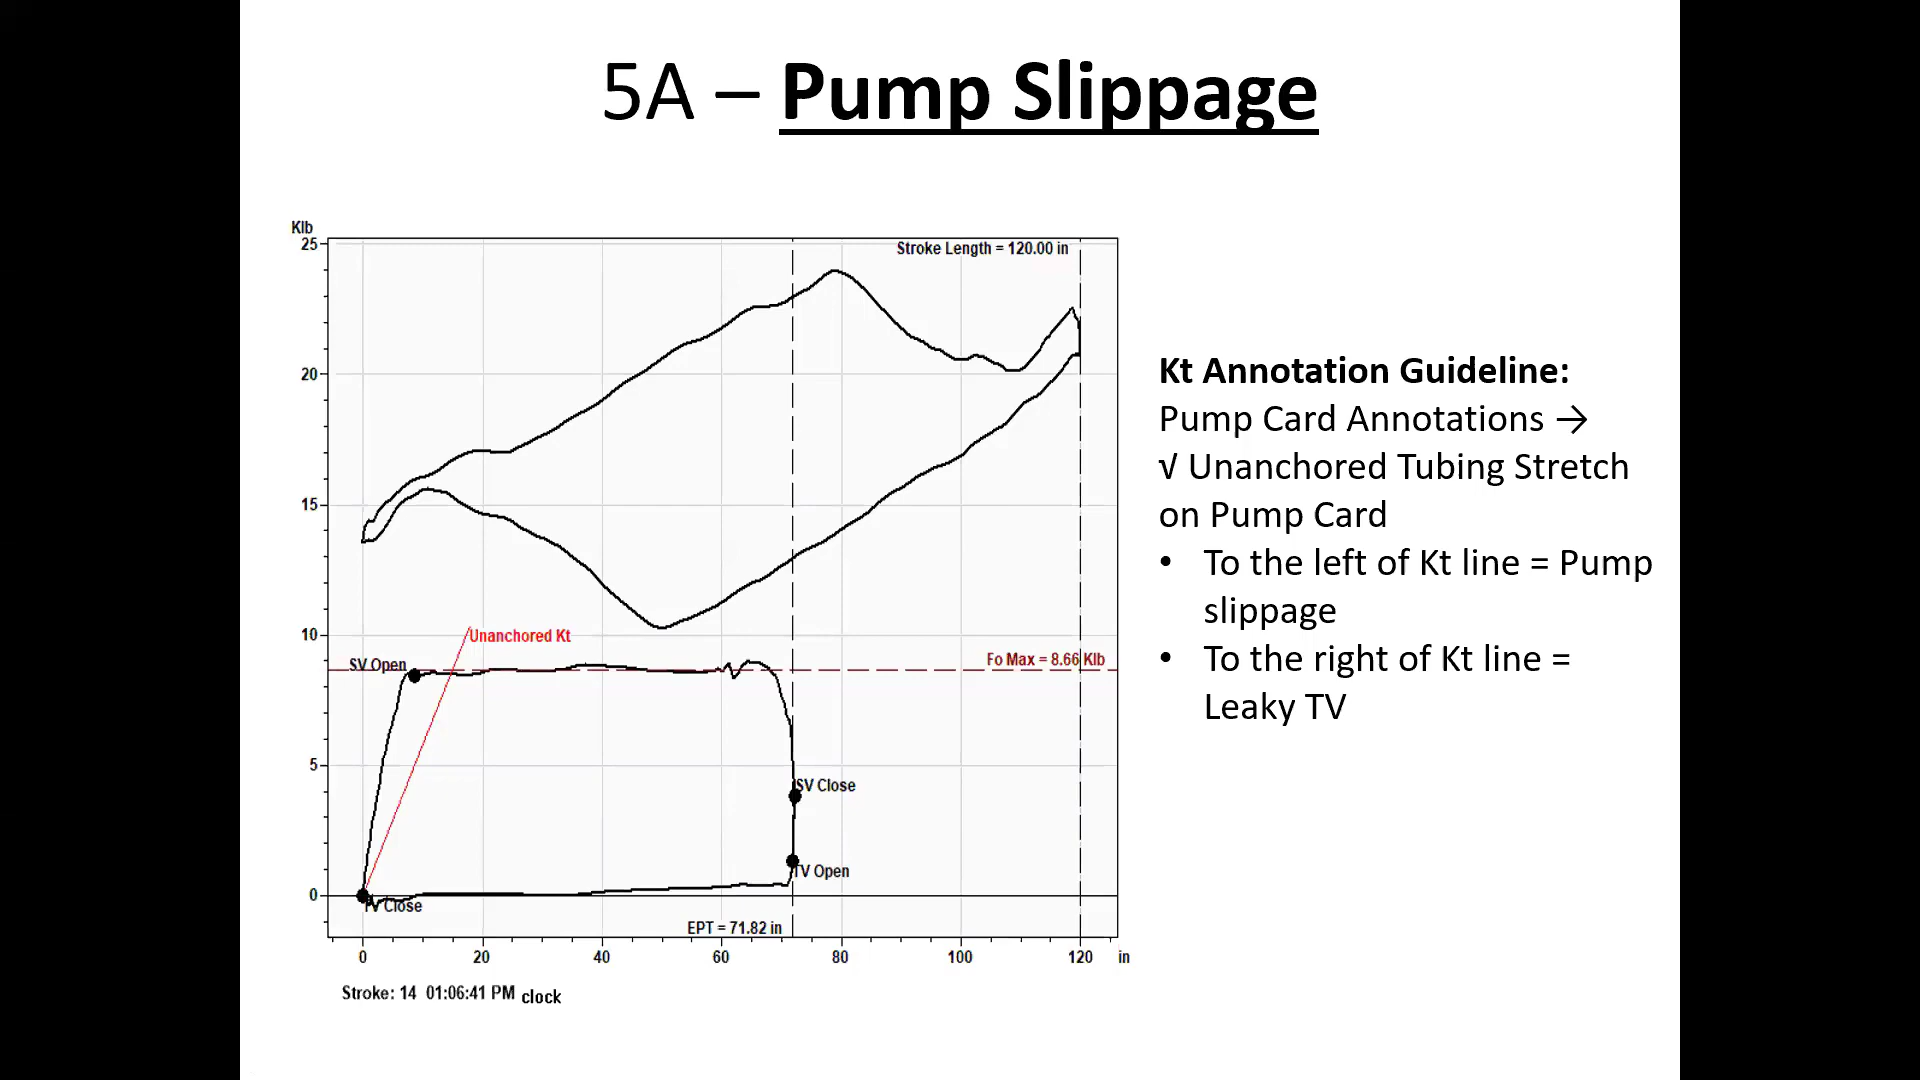 5A – Pump Slippage
Klb
25
Stroke Length = 120.00 in
20
15
10
Unanchored Kt
SV Open
Fo Max = 8.66 Klb
5
SV Close
TV Open
0
TV Close
EPT = 71.82 in
0 20 40 60 80 100 120 in
Stroke: 14 01:06:41 PM clock
Kt Annotation Guideline:
Pump Card Annotations →
√ Unanchored Tubing Stretch
on Pump Card
• To the left of Kt line = Pump
slippage
• To the right of Kt line =
Leaky TV